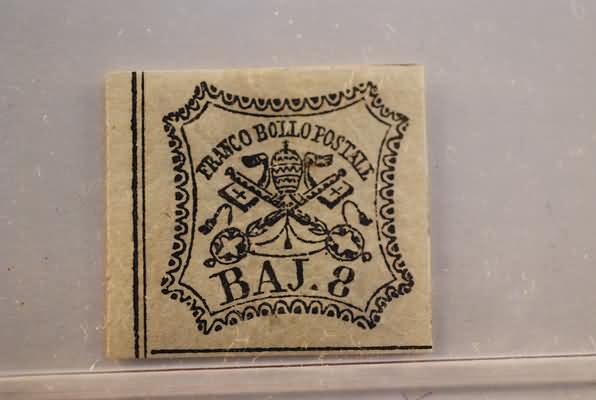 FRANCO BOLLO POSTALE
BAJ. 8